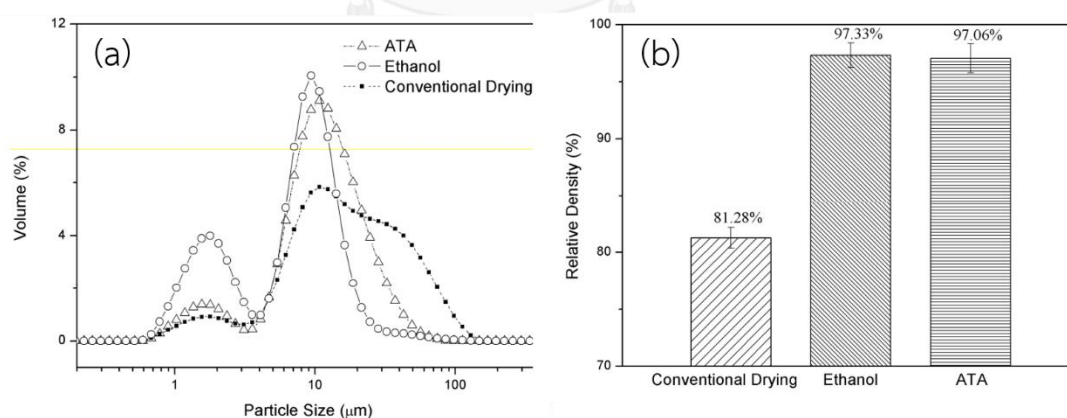 (a)
ATA
Ethanol
Conventional Drying
12
8
4
0
Volume (%)
1
10
100
Particle Size (μm)
(b)
100
90
80
70
Relative Density (%)
81.28%
97.33%
97.06%
Conventional Drying
Ethanol
ATA